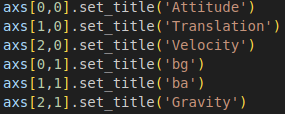 axs[0,0].set_title('Attitude')
axs[1,0].set_title('Translation')
axs[2,0].set_title('Velocity')
axs[0,1].set_title('bg')
axs[1,1].set_title('ba')
axs[2,1].set_title('Gravity')